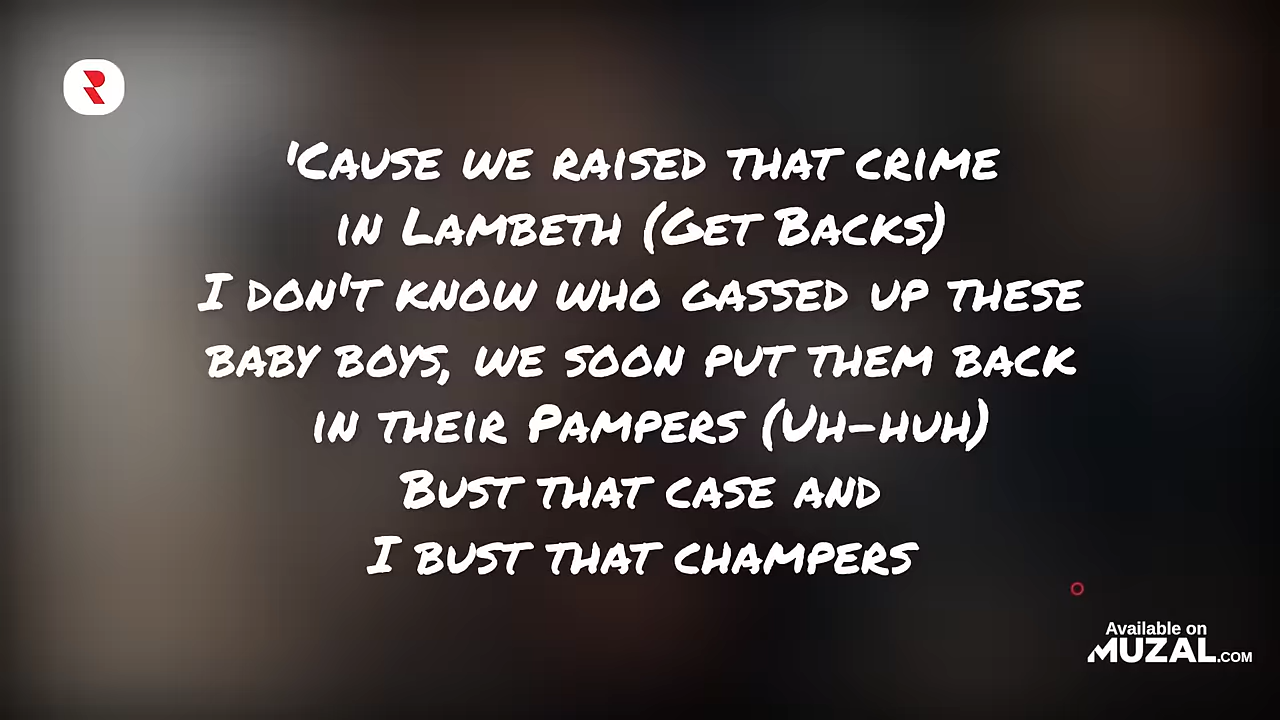 'Cause we raised that crime
in Lambeth (Get Backs)
I don't know who gassed up these
baby boys, we soon put them back
in their Pampers (Uh-huh)
Bust that case and
I bust that champers
Available on
MUZAL.COM